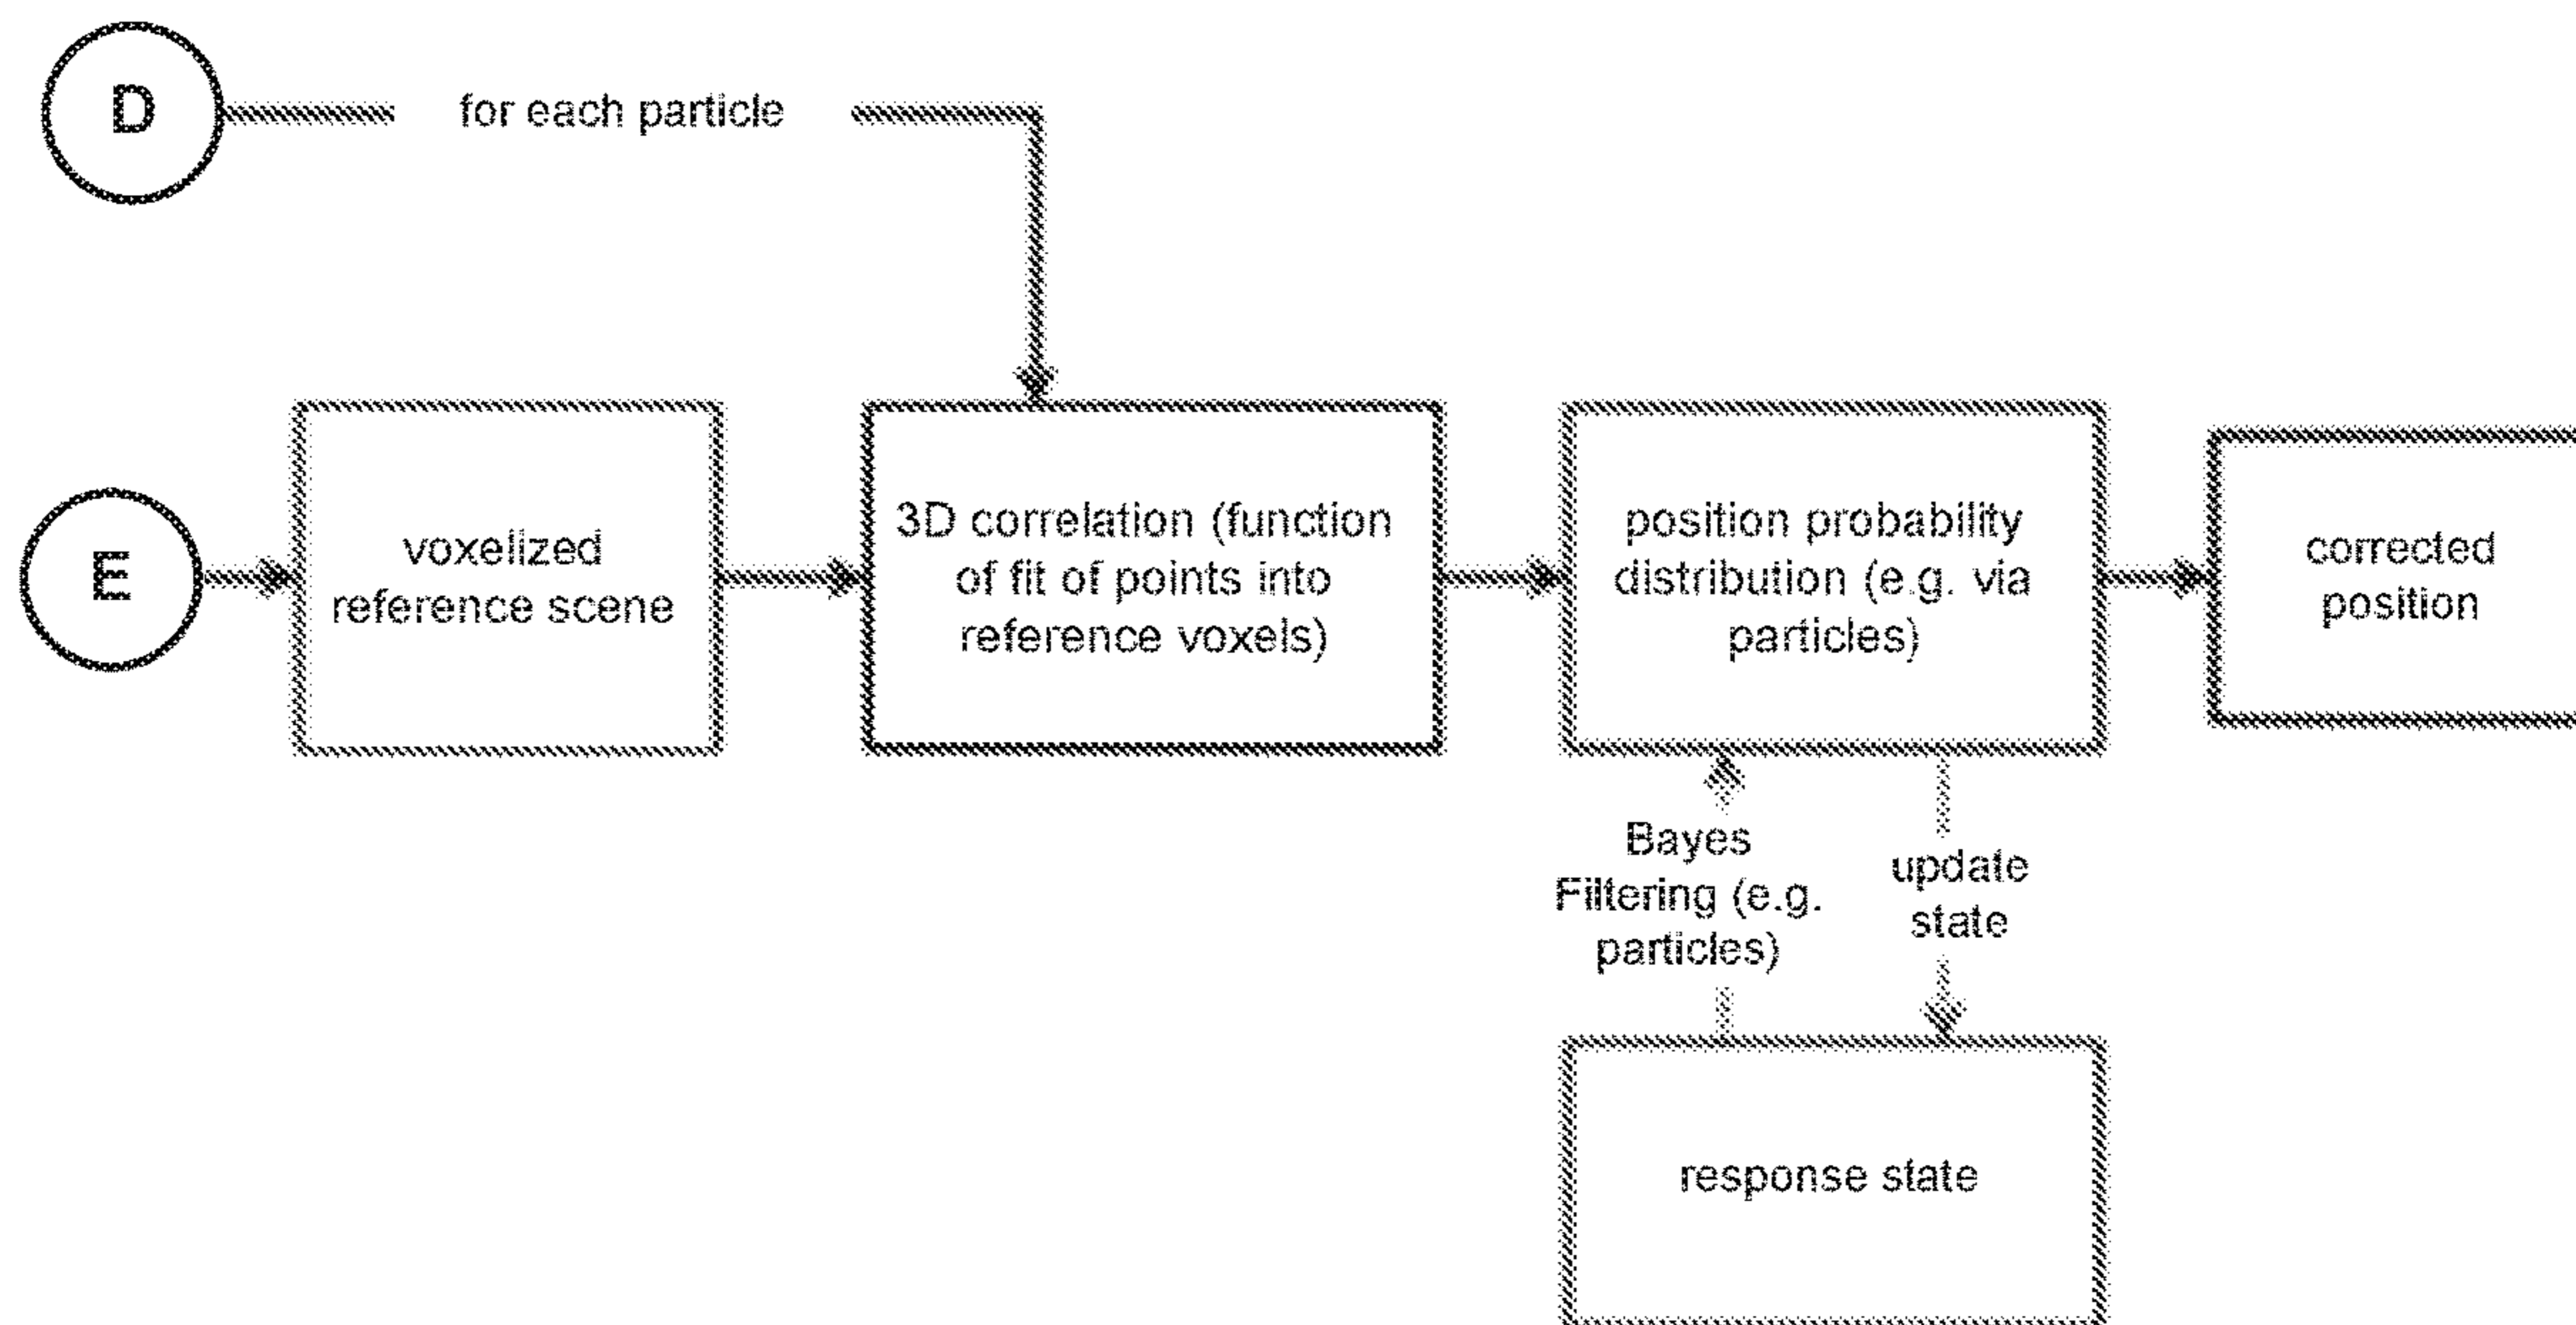 D
for each particle
E
voxelized
reference scene
3D correlation (function
of fit of points into
reference voxels)
position probability
distribution (e.g. via
particles)
corrected
position
Bayes
Filtering (e.g.
particles)
update
state
response state